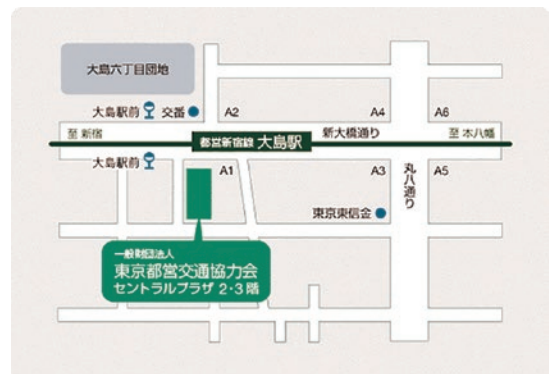 大島六丁目団地
大島駅前 交番 A2 A4 A6
至 新宿 都営新宿線 大島駅 新大橋通り 至 本八幡
大島駅前 A1 A3 丸八通り A5
東京東信金
一般財団法人
東京都営交通協力会
セントラルプラザ 2・3階